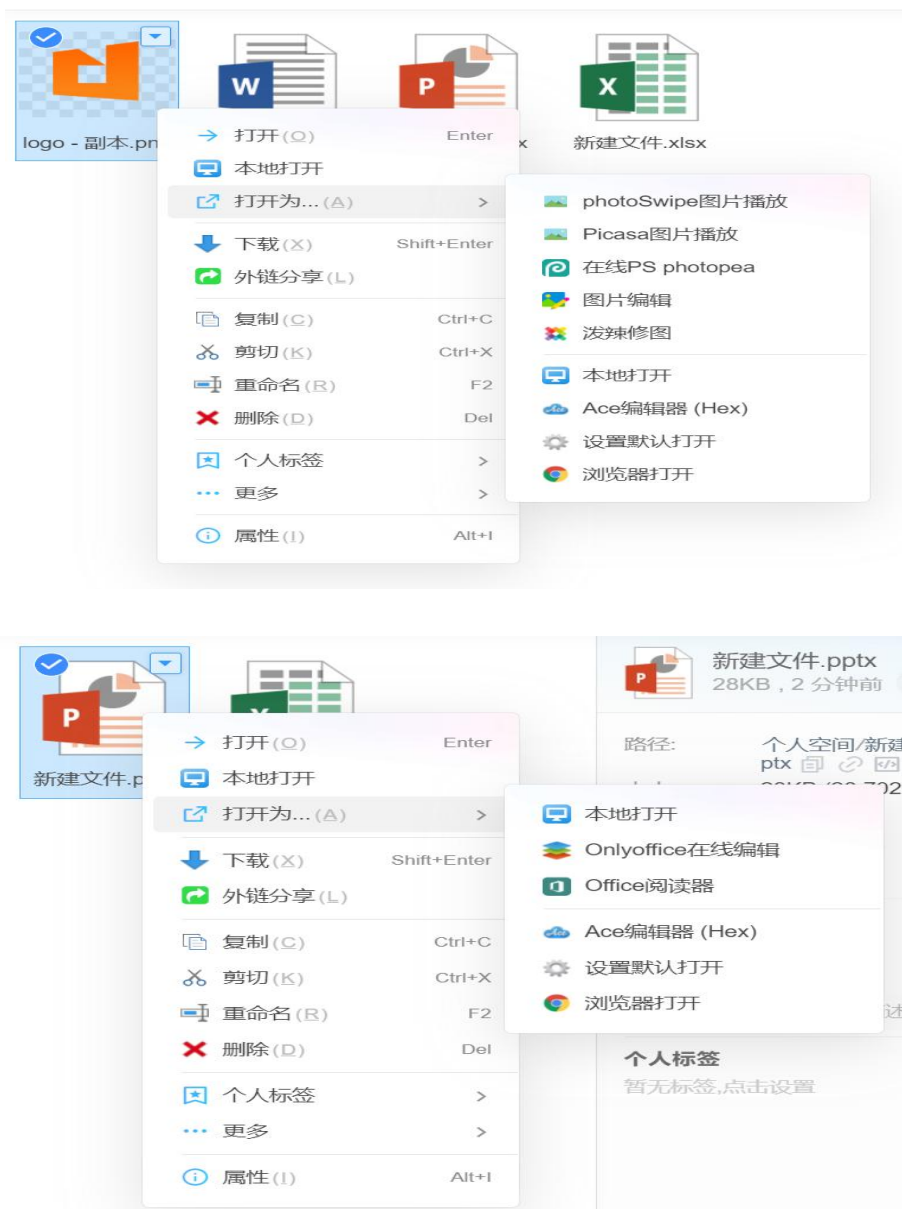 W
P
X
logo - 副本.pn
x
新建文件.xlsx
打开(O) Enter
本地打开
打开为...(A) >
下载(X) Shift+Enter
外链分享(L)
复制(C) Ctrl+C
剪切(K) Ctrl+X
重命名(R) F2
删除(D) Del
个人标签 >
更多 >
属性(I) Alt+I
photoSwipe图片播放
Picasa图片播放
在线PS photopea
图片编辑
泼辣修图
本地打开
Ace编辑器 (Hex)
设置默认打开
浏览器打开
P
新建文件.p
P
新建文件.pptx
28KB , 2 分钟前
路径: 个人空间/新建
ptx
打开(O) Enter
本地打开
打开为...(A) >
下载(X) Shift+Enter
外链分享(L)
复制(C) Ctrl+C
剪切(K) Ctrl+X
重命名(R) F2
删除(D) Del
个人标签 >
更多 >
属性(I) Alt+I
本地打开
Onlyoffice在线编辑
Office阅读器
Ace编辑器 (Hex)
设置默认打开
浏览器打开
述
个人标签
暂无标签,点击设置